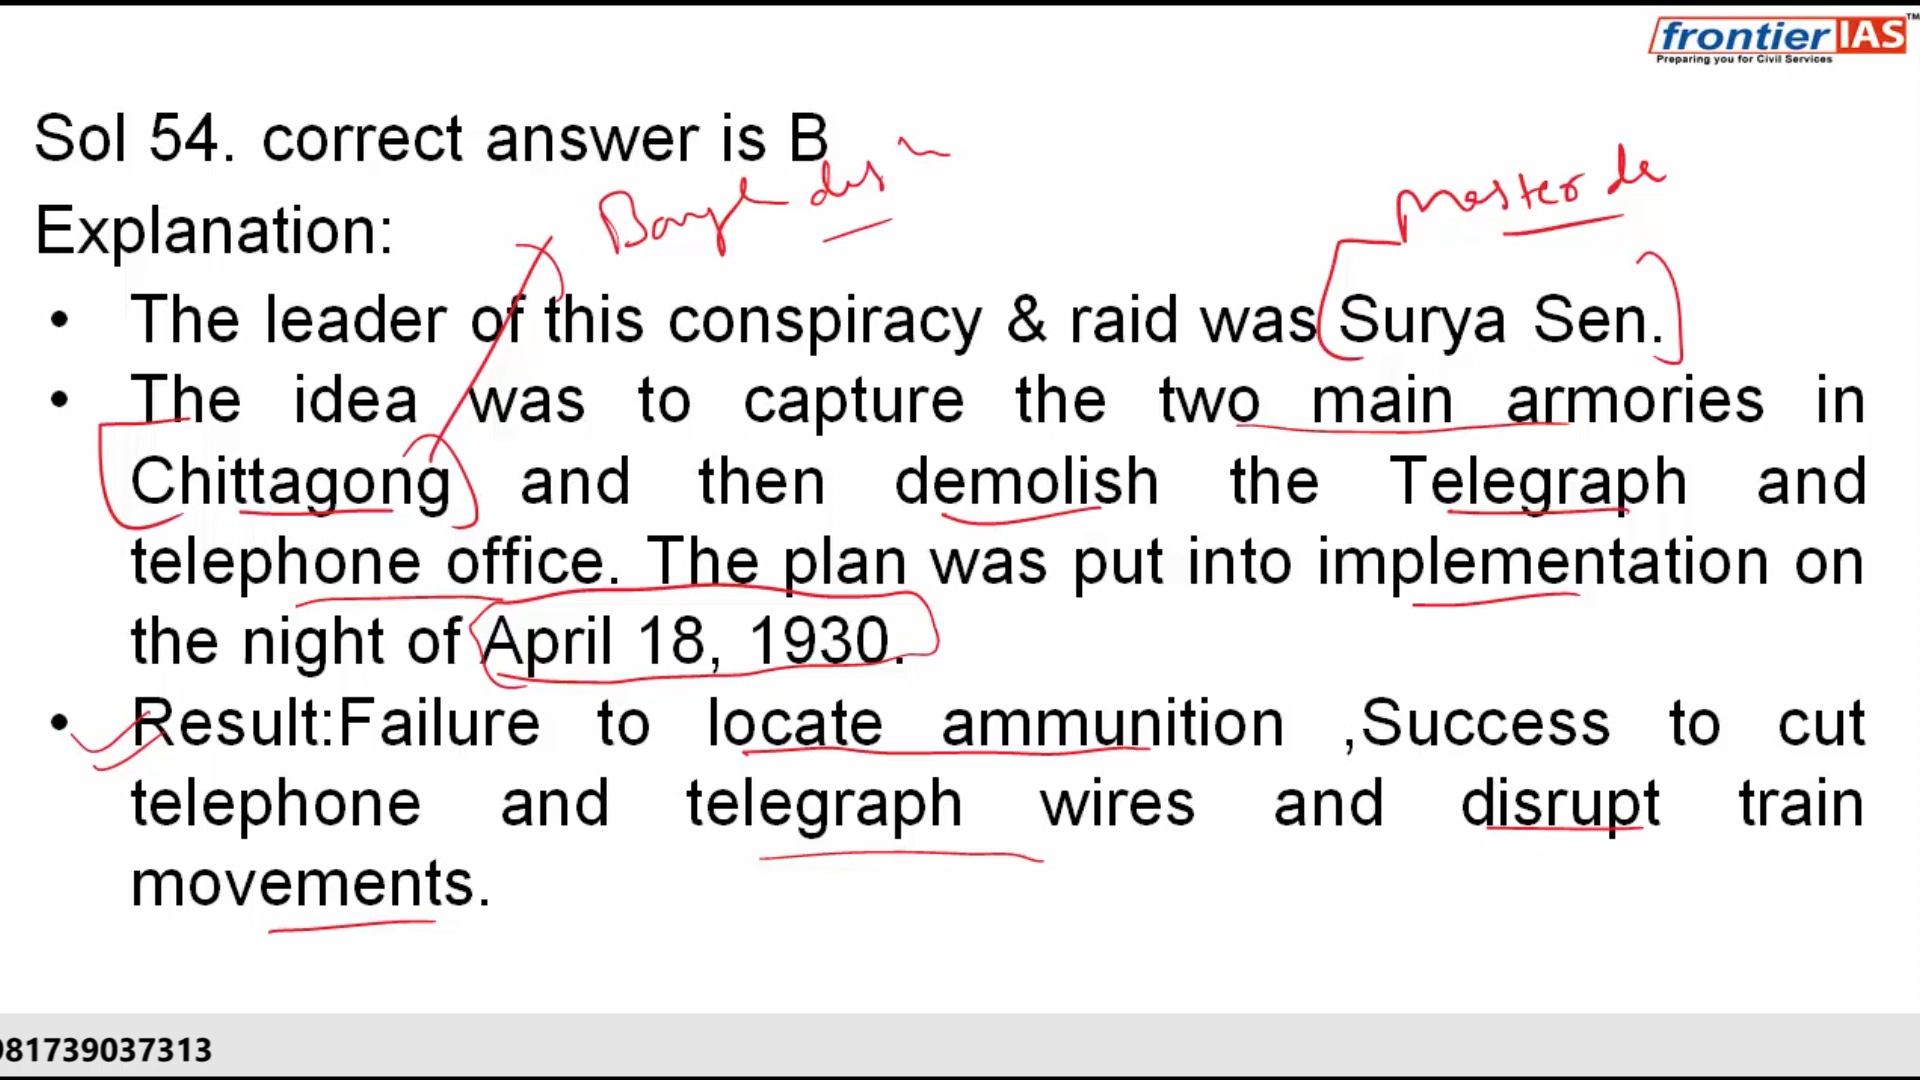 frontier IAS TM
Preparing you for Civil Services
Sol 54. correct answer is B
Explanation:
Master da
• The leader of this conspiracy & raid was Surya Sen.
• The idea was to capture the two main armories in
Chittagong and then demolish the Telegraph and
telephone office. The plan was put into implementation on
the night of April 18, 1930.
• Result:Failure to locate ammunition ,Success to cut
telephone and telegraph wires and disrupt train
movements.
981739037313